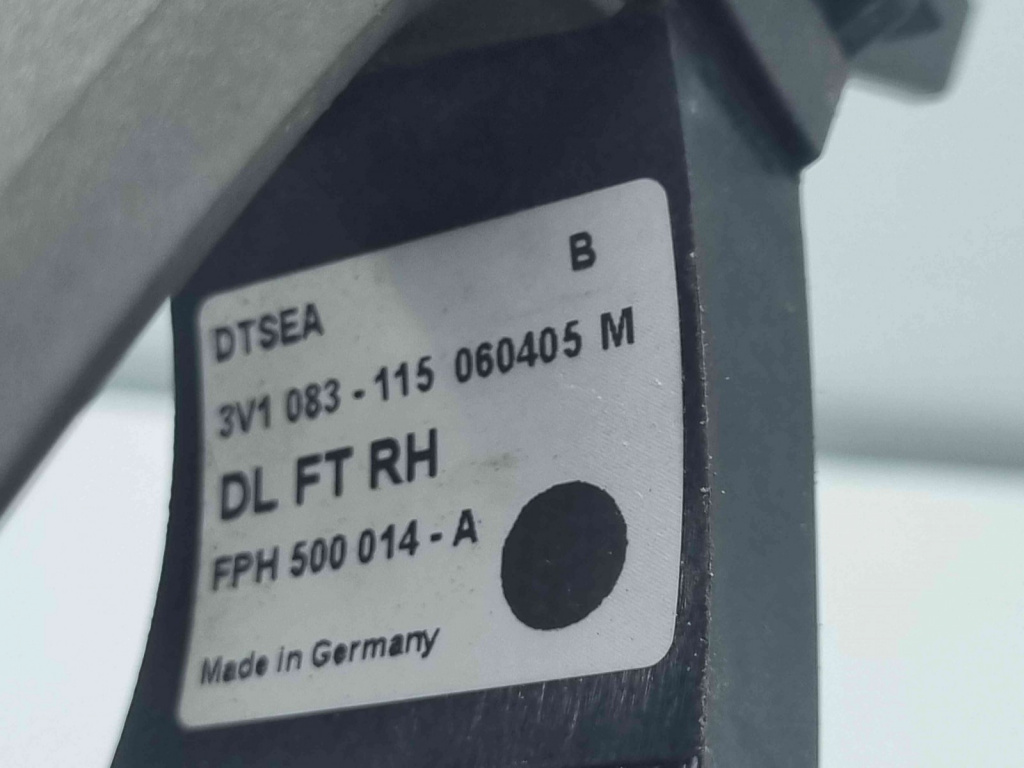 B
DTSEA
3V1 083 - 115 060405 M
DL FT RH
FPH 500 014 - A
Made in Germany